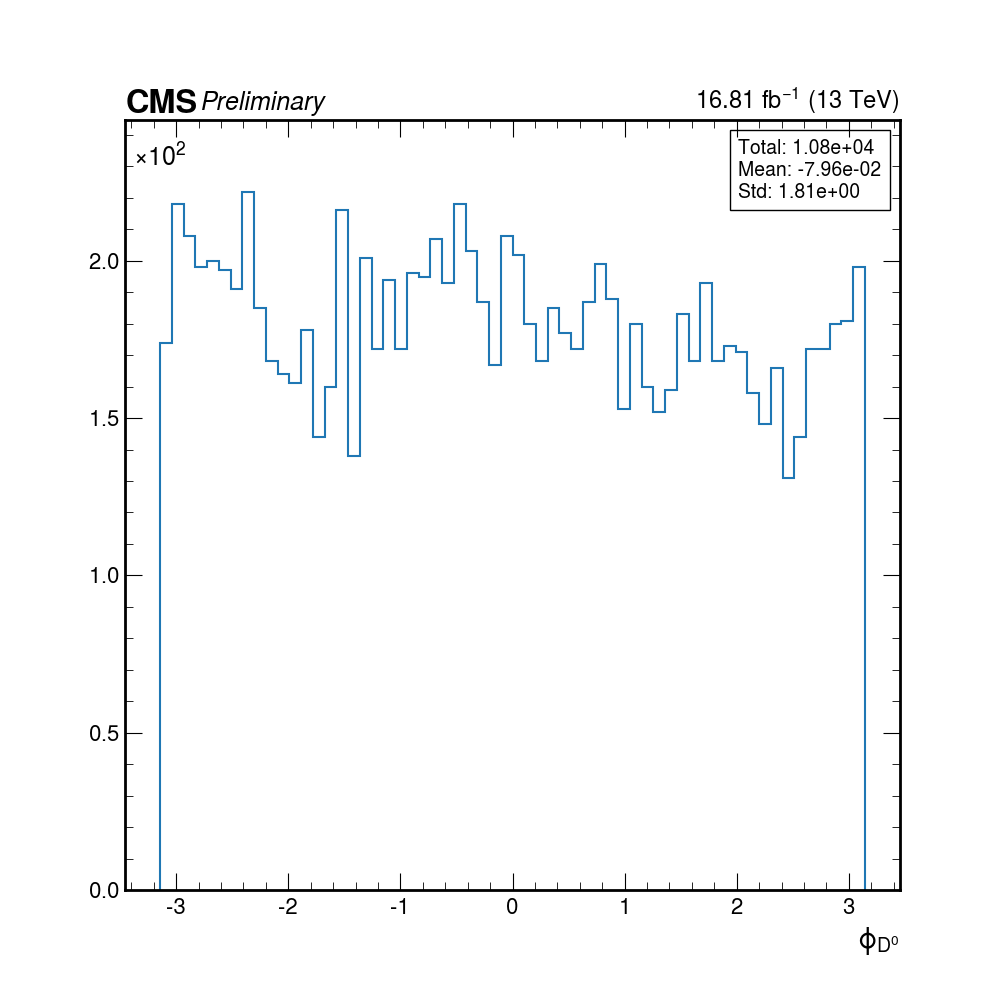 CMS Preliminary 16.81 fb⁻¹ (13 TeV)
×10²
Total: 1.08e+04
Mean: -7.96e-02
Std: 1.81e+00
2.0
1.5
1.0
0.5
0.0
-3 -2 -1 0 1 2 3
ϕ_D⁰